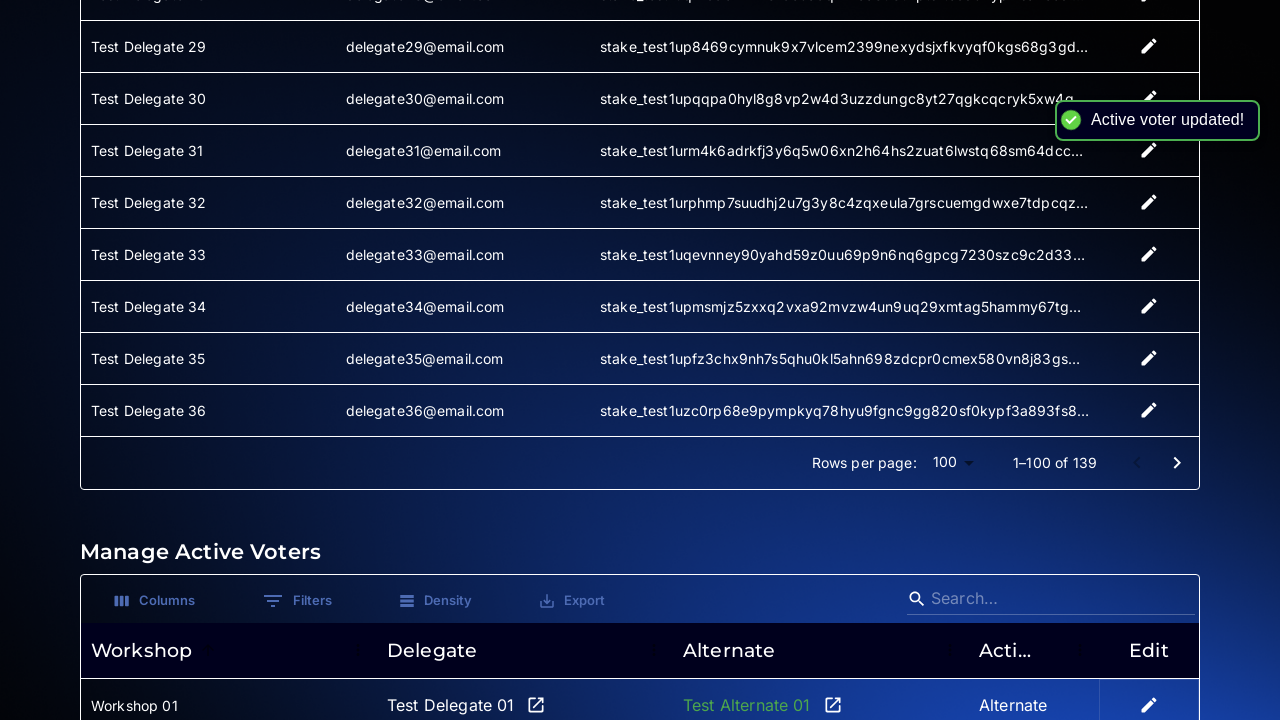 Test Delegate 29 delegate29@email.com stake_test1up8469cymnuk9x7vlcem2399nexydsjxfkvyqf0kgs68g3gd...
Test Delegate 30 delegate30@email.com stake_test1upqqpa0hyl8g8vp2w4d3uzzdungc8yt27qgkcqcryk5xw4g
Active voter updated!
Test Delegate 31 delegate31@email.com stake_test1urm4k6adrkfj3y6q5w06xn2h64hs2zuat6lwstq68sm64dcc...
Test Delegate 32 delegate32@email.com stake_test1urphmp7suudhj2u7g3y8c4zqxeula7grscuemgdwxe7tdpcqz...
Test Delegate 33 delegate33@email.com stake_test1uqevnney90yahd59z0uu69p9n6nq6gpcg7230szc9c2d33...
Test Delegate 34 delegate34@email.com stake_test1upmsmjz5zxxq2vxa92mvzw4un9uq29xmtag5hammy67tg...
Test Delegate 35 delegate35@email.com stake_test1upfz3chx9nh7s5qhu0kl5ahn698zdcpr0cmex580vn8j83gs...
Test Delegate 36 delegate36@email.com stake_test1uzc0rp68e9pympkyq78hyu9fgnc9gg820sf0kypf3a893fs8...
Rows per page: 100 1–100 of 139
Manage Active Voters
Columns Filters Density Export Search...
Workshop Delegate Alternate Acti... Edit
Workshop 01 Test Delegate 01 Test Alternate 01 Alternate